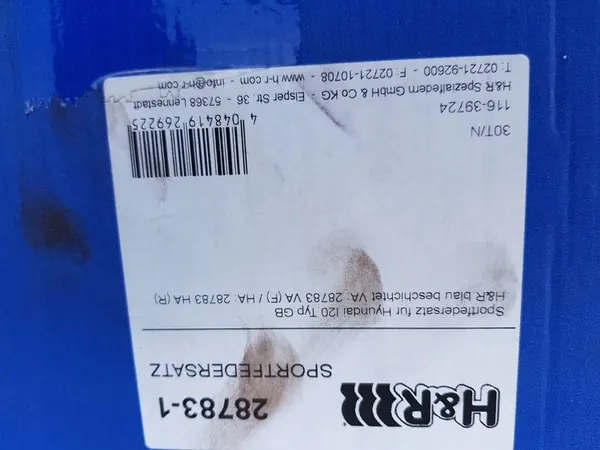 H&R
28783-1
SPORTFEDERSATZ
Sportfedersatz für Hyundai I20 Typ GB
H&R blau beschichtet VA: 28783 VA (F) / HA: 28783 HA (R)
30T/N
116-39724
4 048419 269225
H&R Spezialfedern GmbH & Co KG - Elsper Str. 36 - 57368 Lennestadt
T: 02721-92600 - F: 02721-10708 - www.h-r.com - info@h-r.com